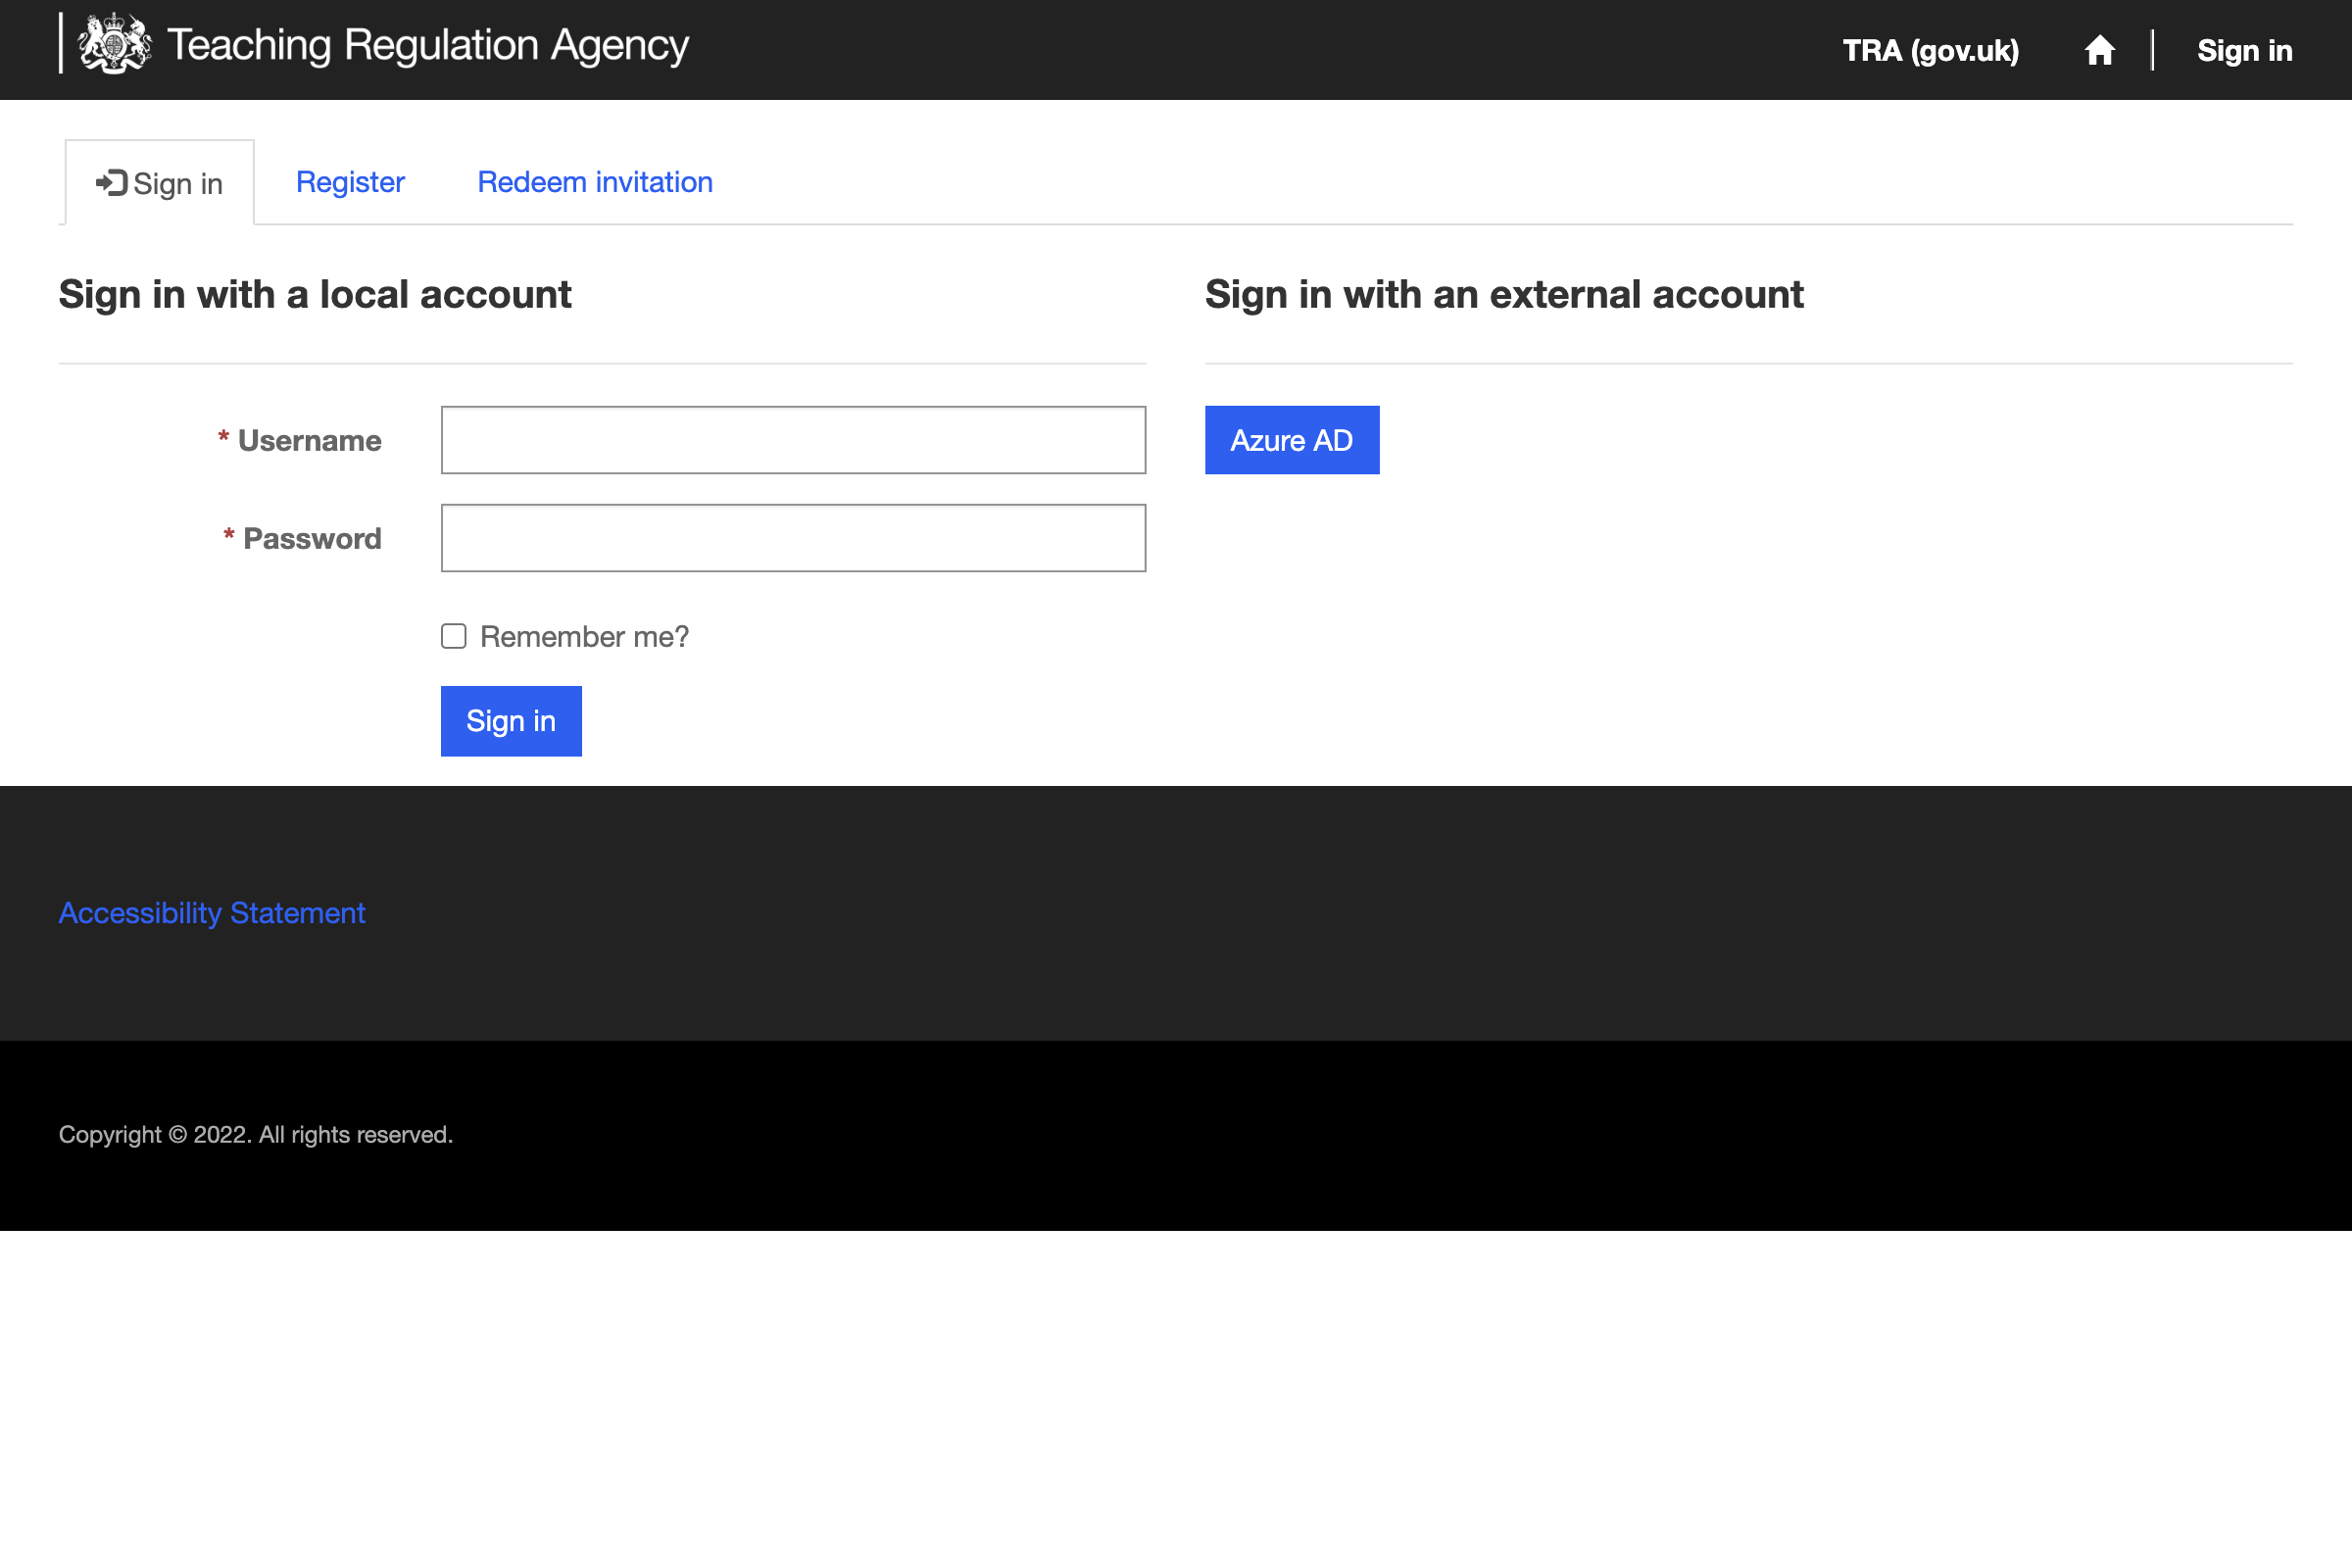 Teaching Regulation Agency
TRA (gov.uk)
Sign in
Sign in
Register
Redeem invitation
Sign in with a local account
Sign in with an external account
* Username
Azure AD
* Password
Remember me?
Sign in
Accessibility Statement
Copyright © 2022. All rights reserved.